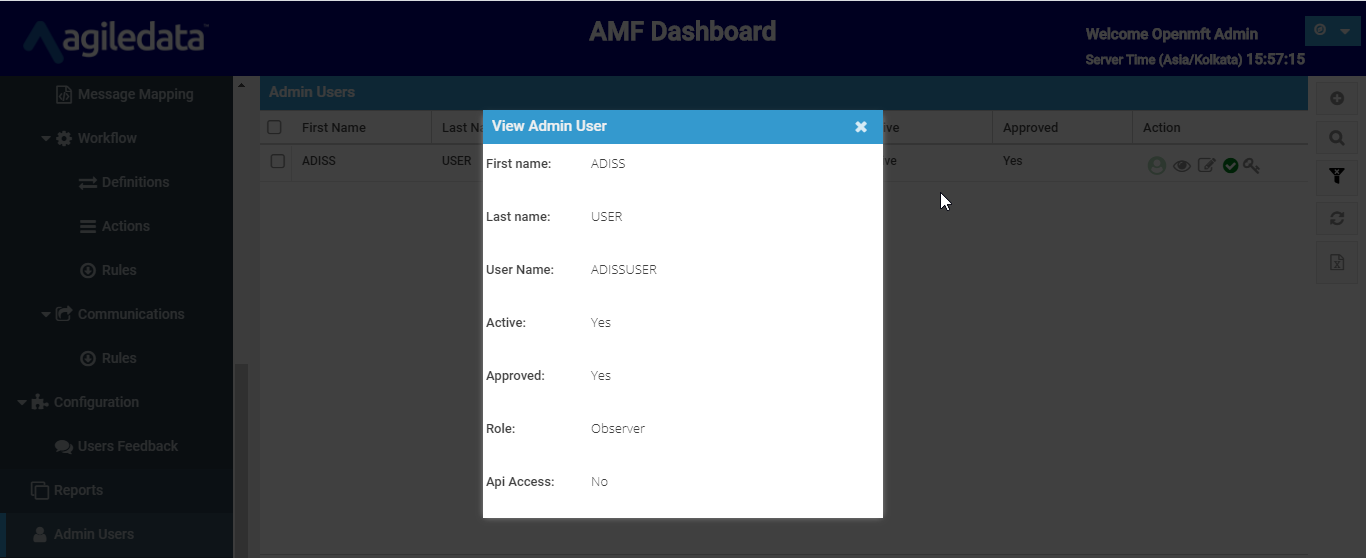 agiledata
AMF Dashboard
Welcome Openmft Admin
Server Time (Asia/Kolkata) 15:57:15
Message Mapping
Workflow
Definitions
Actions
Rules
Communications
Rules
Configuration
Users Feedback
Reports
Admin Users
Admin Users
First Name Last Na ive Approved Action
ADISS USER ve Yes
View Admin User
First name: ADISS
Last name: USER
User Name: ADISSUSER
Active: Yes
Approved: Yes
Role: Observer
Api Access: No